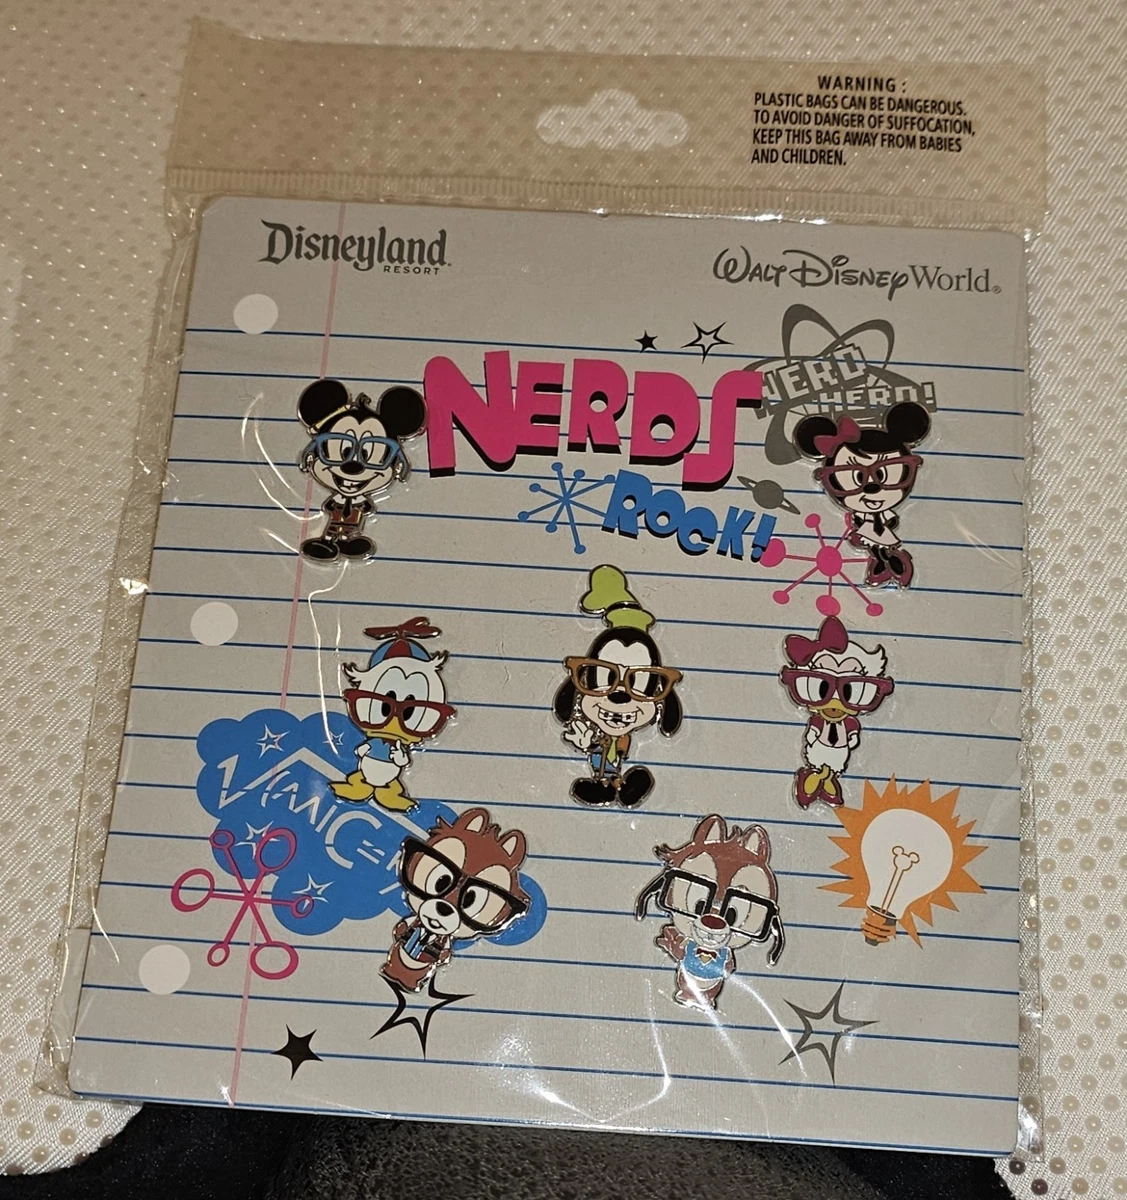 WARNING :
PLASTIC BAGS CAN BE DANGEROUS.
TO AVOID DANGER OF SUFFOCATION,
KEEP THIS BAG AWAY FROM BABIES
AND CHILDREN.
Disneyland
RESORT
WALT DISNEY World®
NERDS
ROCK!
NERD
HERD!